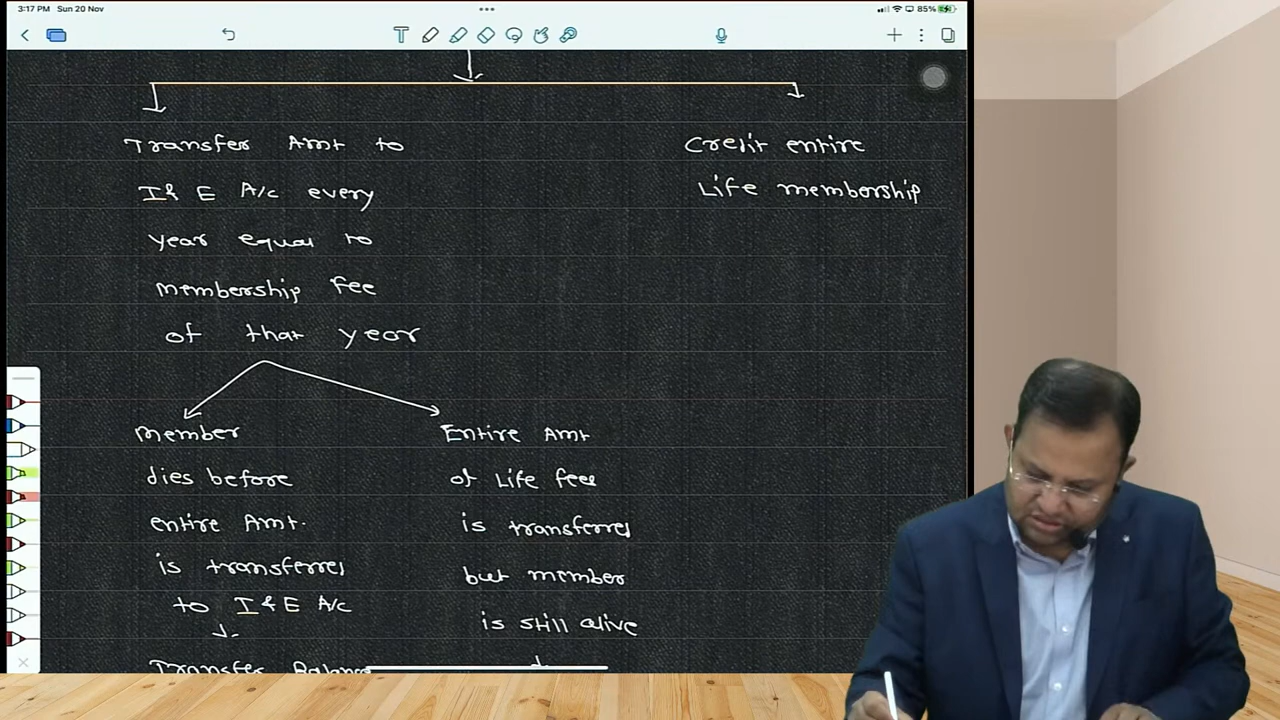 3:17 PM Sun 20 Nov
85%
T
Transfer Amt to
I & E A/c every
year equal to
membership fee
of that year
Credit entire
Life membership
Member
dies before
entire Amt.
is transferred
to I & E A/c
Transfer Balance
Entire Amt
of Life fees
is transferred
but member
is still alive